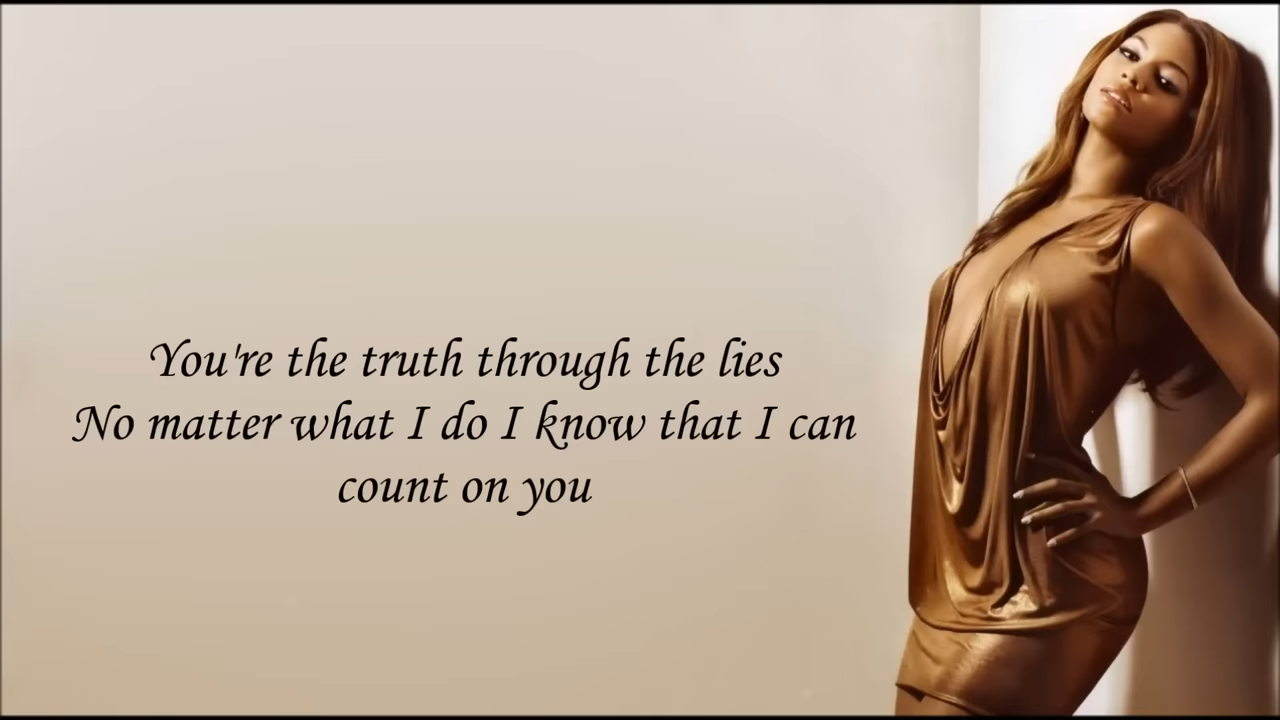 You're the truth through the lies
No matter what I do I know that I can
count on you